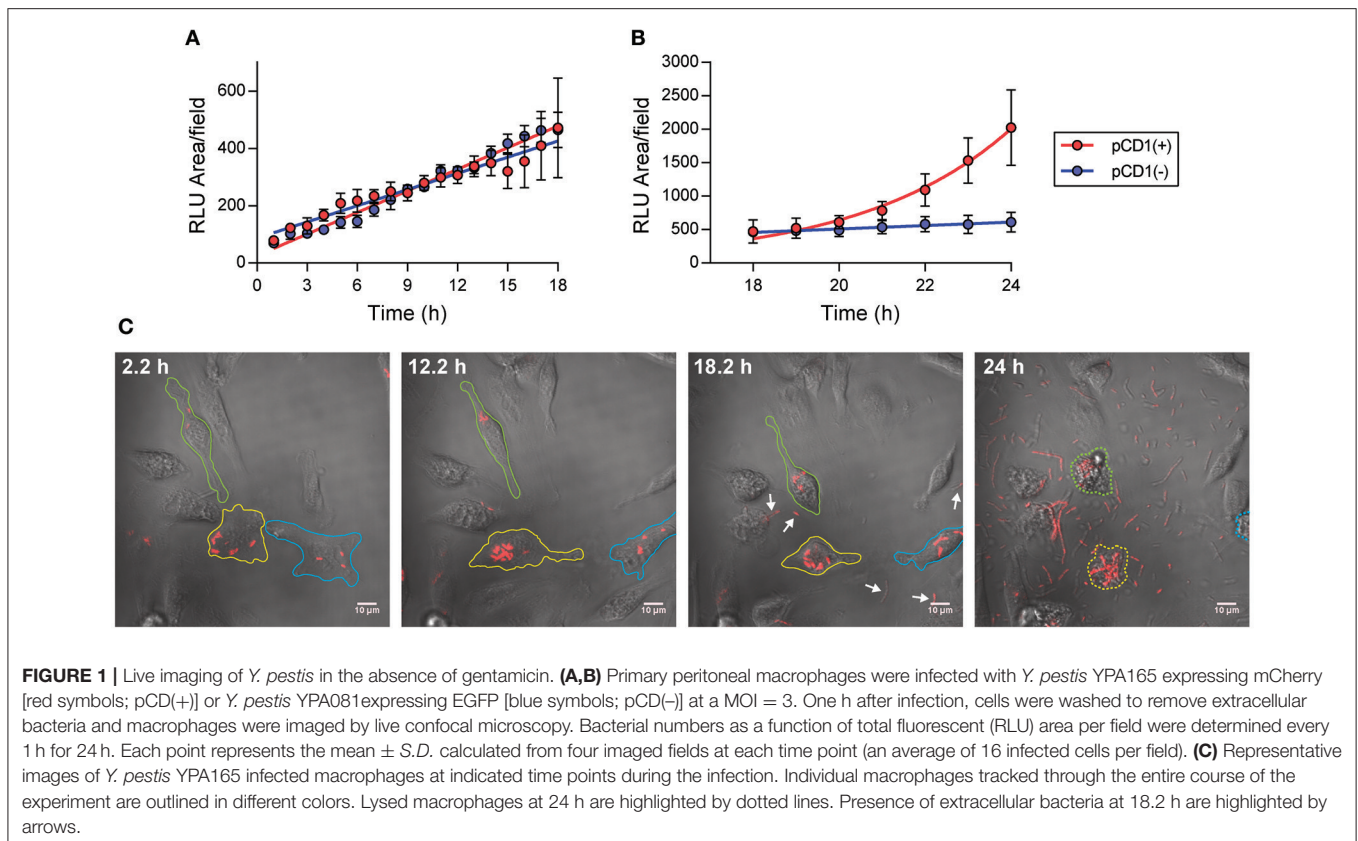 A
RLU Area/field
600
400
200
0
0 3 6 9 12 15 18
Time (h)
B
RLU Area/field
3000
2500
2000
1500
1000
500
0
18 20 22 24
Time (h)
pCD1(+)
pCD1(-)
C
2.2 h
10 µm
12.2 h
10 µm
18.2 h
10 µm
24 h
10 µm
FIGURE 1 | Live imaging of Y. pestis in the absence of gentamicin. (A,B) Primary peritoneal macrophages were infected with Y. pestis YPA165 expressing mCherry
[red symbols; pCD(+)] or Y. pestis YPA081expressing EGFP [blue symbols; pCD(–)] at a MOI = 3. One h after infection, cells were washed to remove extracellular
bacteria and macrophages were imaged by live confocal microscopy. Bacterial numbers as a function of total fluorescent (RLU) area per field were determined every
1 h for 24 h. Each point represents the mean ± S.D. calculated from four imaged fields at each time point (an average of 16 infected cells per field). (C) Representative
images of Y. pestis YPA165 infected macrophages at indicated time points during the infection. Individual macrophages tracked through the entire course of the
experiment are outlined in different colors. Lysed macrophages at 24 h are highlighted by dotted lines. Presence of extracellular bacteria at 18.2 h are highlighted by
arrows.